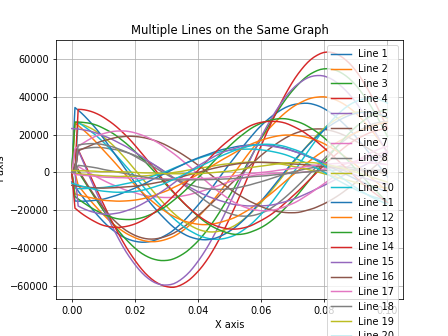 Multiple Lines on the Same Graph
60000
40000
20000
0
−20000
−40000
−60000
0.00
0.02
0.04
0.06
X axis
Line 1
Line 2
Line 3
Line 4
Line 5
Line 6
Line 7
Line 8
Line 9
Line 10
Line 11
Line 12
Line 13
Line 14
Line 15
Line 16
Line 17
Line 18
Line 19
Line 20